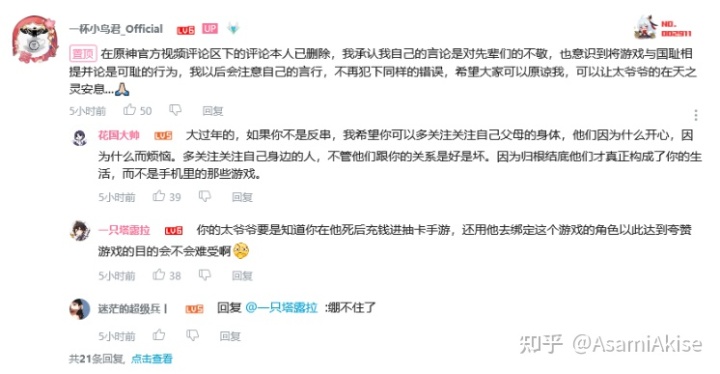 一杯小鸟君_Official LV6 UP
NO.
002911
置顶 在原神官方视频评论区下的评论本人已删除，我承认我自己的言论是对先辈们的不敬，也意识到将游戏与国耻相
提并论是可耻的行为，我以后会注意自己的言行，不再犯下同样的错误，希望大家可以原谅我，可以让太爷爷的在天之
灵安息...🙏🏻
5小时前 50 回复
花国大帅 LV5 大过年的，如果你不是反串，我希望你可以多关注关注自己父母的身体，他们因为什么开心，因
为什么而烦恼。多关注关注自己身边的人，不管他们跟你的关系是好是坏。因为归根结底他们才真正构成了你的生
活，而不是手机里的那些游戏。
5小时前 39 回复
一只塔露拉 LV6 你的太爷爷要是知道你在他死后充钱进抽卡手游，还用他去绑定这个游戏的角色以此达到夸赞
游戏的目的会不会难受啊
5小时前 38 回复
迷茫的超级兵丨 LV5 回复 @一只塔露拉 :绷不住了
5小时前 回复
共21条回复, 点击查看
知乎 @AsamiAkise